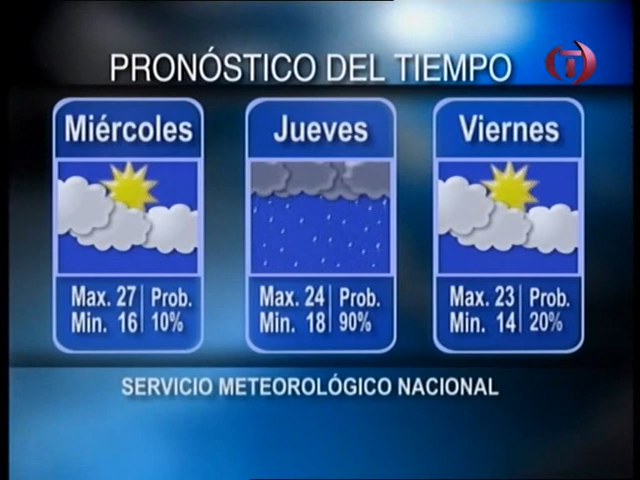 PRONÓSTICO DEL TIEMPO
Miércoles
Max. 27 Prob.
Min. 16 10%
Jueves
Max. 24 Prob.
Min. 18 90%
Viernes
Max. 23 Prob.
Min. 14 20%
SERVICIO METEOROLÓGICO NACIONAL